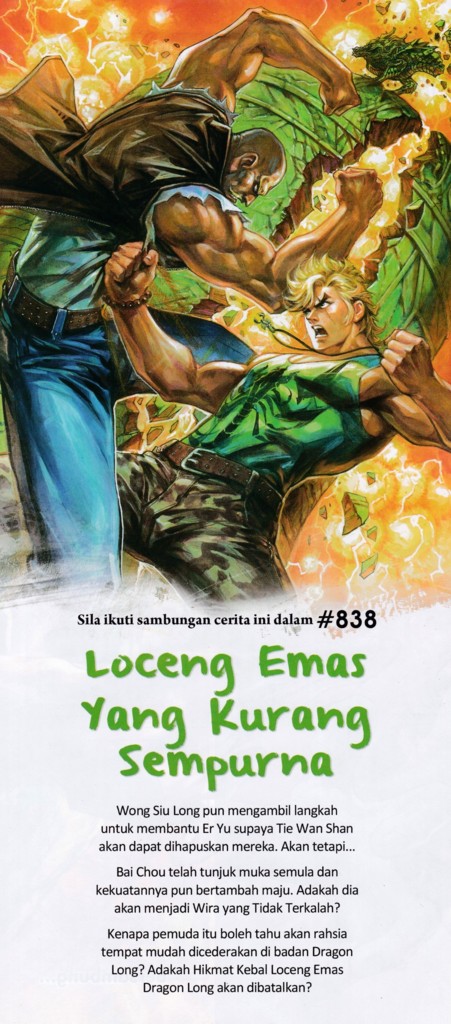 Sila ikuti sambungan cerita ini dalam #838
Loceng Emas
Yang Kurang
Sempurna
Wong Siu Long pun mengambil langkah
untuk membantu Er Yu supaya Tie Wan Shan
akan dapat dihapuskan mereka. Akan tetapi...
Bai Chou telah tunjuk muka semula dan
kekuatannya pun bertambah maju. Adakah dia
akan menjadi Wira yang Tidak Terkalah?
Kenapa pemuda itu boleh tahu akan rahsia
tempat mudah dicederakan di badan Dragon
Long? Adakah Hikmat Kebal Loceng Emas
Dragon Long akan dibatalkan?